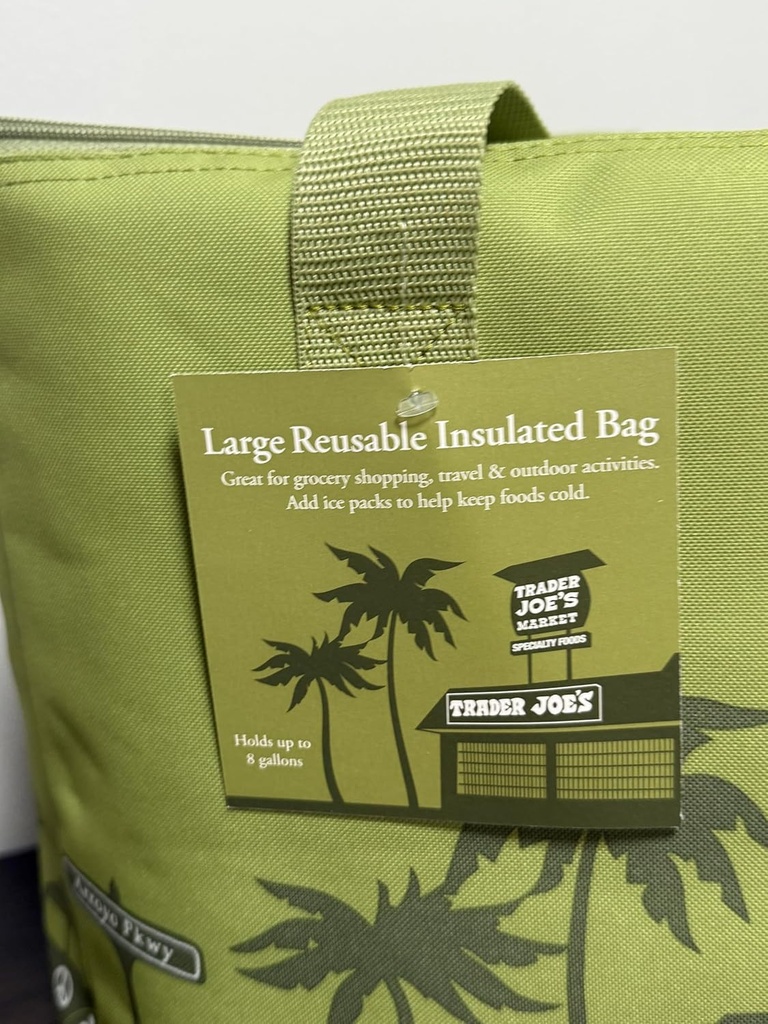 Large Reusable Insulated Bag
Great for grocery shopping, travel & outdoor activities.
Add ice packs to help keep foods cold.
TRADER
JOE'S
MARKET
SPECIALTY FOODS
TRADER JOE'S
Holds up to
8 gallons
Arroyo Pkwy